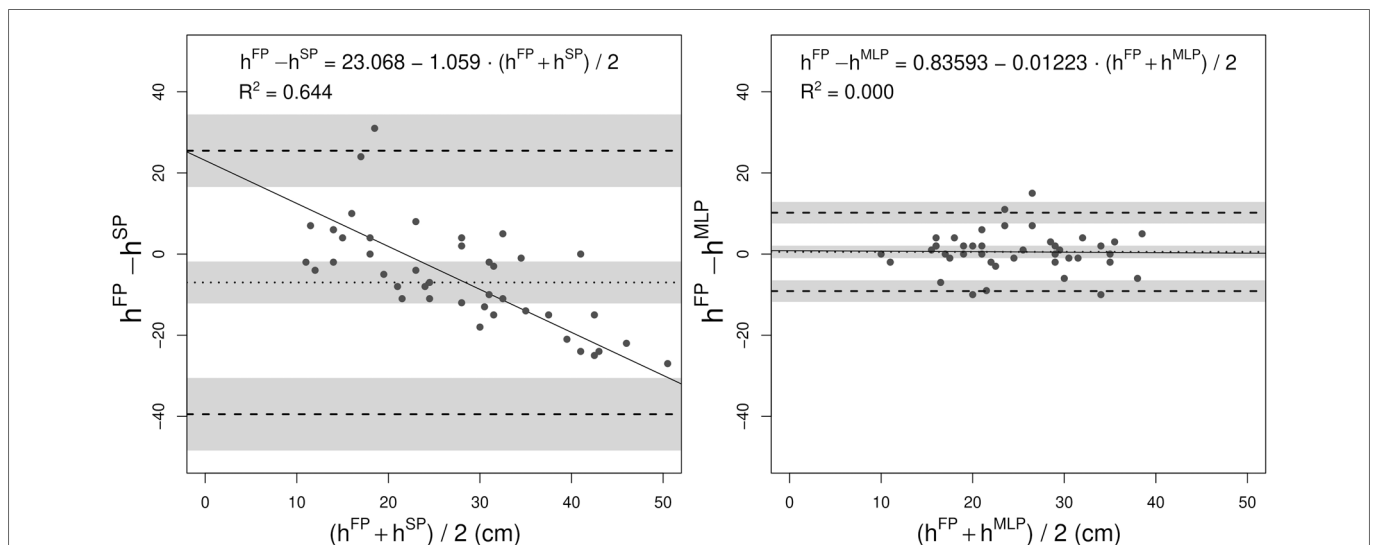 h^FP − h^SP = 23.068 − 1.059 · (h^FP + h^SP) / 2
R² = 0.644
40
20
0
−20
−40
h^FP − h^SP
0 10 20 30 40 50
(h^FP + h^SP) / 2 (cm)
h^FP − h^MLP = 0.83593 − 0.01223 · (h^FP + h^MLP) / 2
R² = 0.000
40
20
0
−20
−40
h^FP − h^MLP
0 10 20 30 40 50
(h^FP + h^MLP) / 2 (cm)